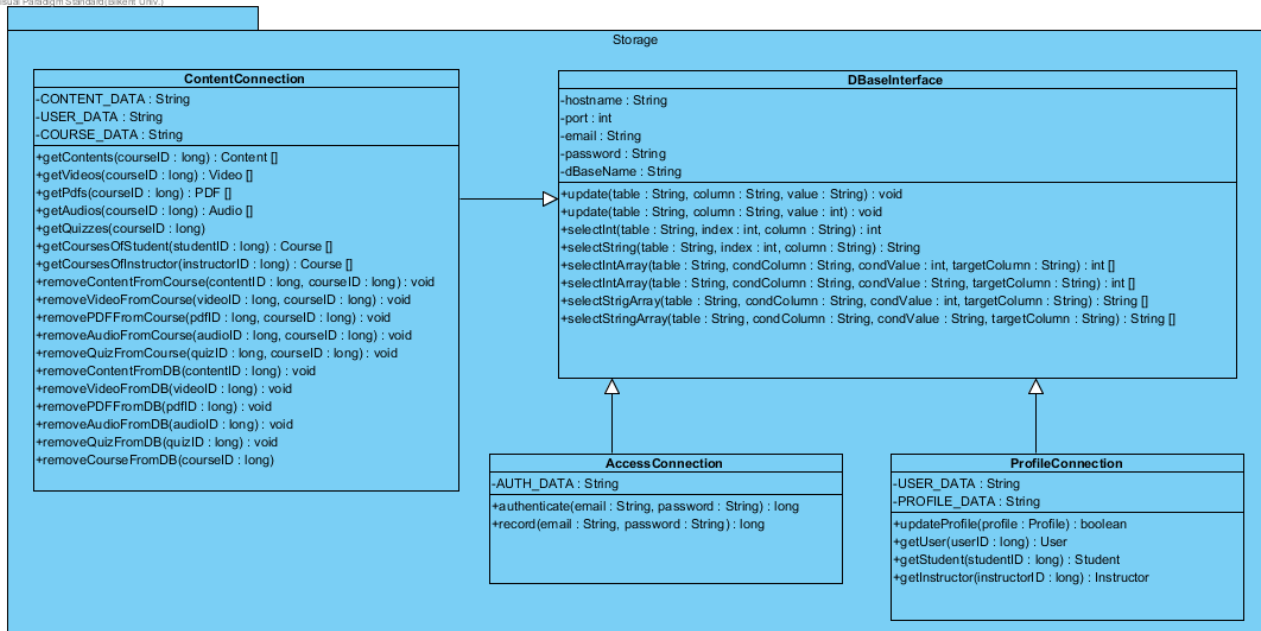 Visual Paradigm Standard(Bilkent Univ.)
Storage
ContentConnection
-CONTENT_DATA : String
-USER_DATA : String
-COURSE_DATA : String
+getContents(courseID : long) : Content []
+getVideos(courseID : long) : Video []
+getPdfs(courseID : long) : PDF []
+getAudios(courseID : long) : Audio []
+getQuizzes(courseID : long)
+getCoursesOfStudent(studentID : long) : Course []
+getCoursesOfInstructor(instructorID : long) : Course []
+removeContentFromCourse(contentID : long, courseID : long) : void
+removeVideoFromCourse(videoID : long, courseID : long) : void
+removePDFFromCourse(pdfID : long, courseID : long) : void
+removeAudioFromCourse(audioID : long, courseID : long) : void
+removeQuizFromCourse(quizID : long, courseID : long) : void
+removeContentFromDB(contentID : long) : void
+removeVideoFromDB(videoID : long) : void
+removePDFFromDB(pdfID : long) : void
+removeAudioFromDB(audioID : long) : void
+removeQuizFromDB(quizID : long) : void
+removeCourseFromDB(courseID : long)
DBaseInterface
-hostname : String
-port : int
-email : String
-password : String
-dBaseName : String
+update(table : String, column : String, value : String) : void
+update(table : String, column : String, value : int) : void
+selectInt(table : String, index : int, column : String) : int
+selectString(table : String, index : int, column : String) : String
+selectIntArray(table : String, condColumn : String, condValue : int, targetColumn : String) : int []
+selectIntArray(table : String, condColumn : String, condValue : String, targetColumn : String) : int []
+selectStrigArray(table : String, condColumn : String, condValue : int, targetColumn : String) : String []
+selectStringArray(table : String, condColumn : String, condValue : String, targetColumn : String) : String []
AccessConnection
-AUTH_DATA : String
+authenticate(email : String, password : String) : long
+record(email : String, password : String) : long
ProfileConnection
-USER_DATA : String
-PROFILE_DATA : String
+updateProfile(profile : Profile) : boolean
+getUser(userID : long) : User
+getStudent(studentID : long) : Student
+getInstructor(instructorID : long) : Instructor